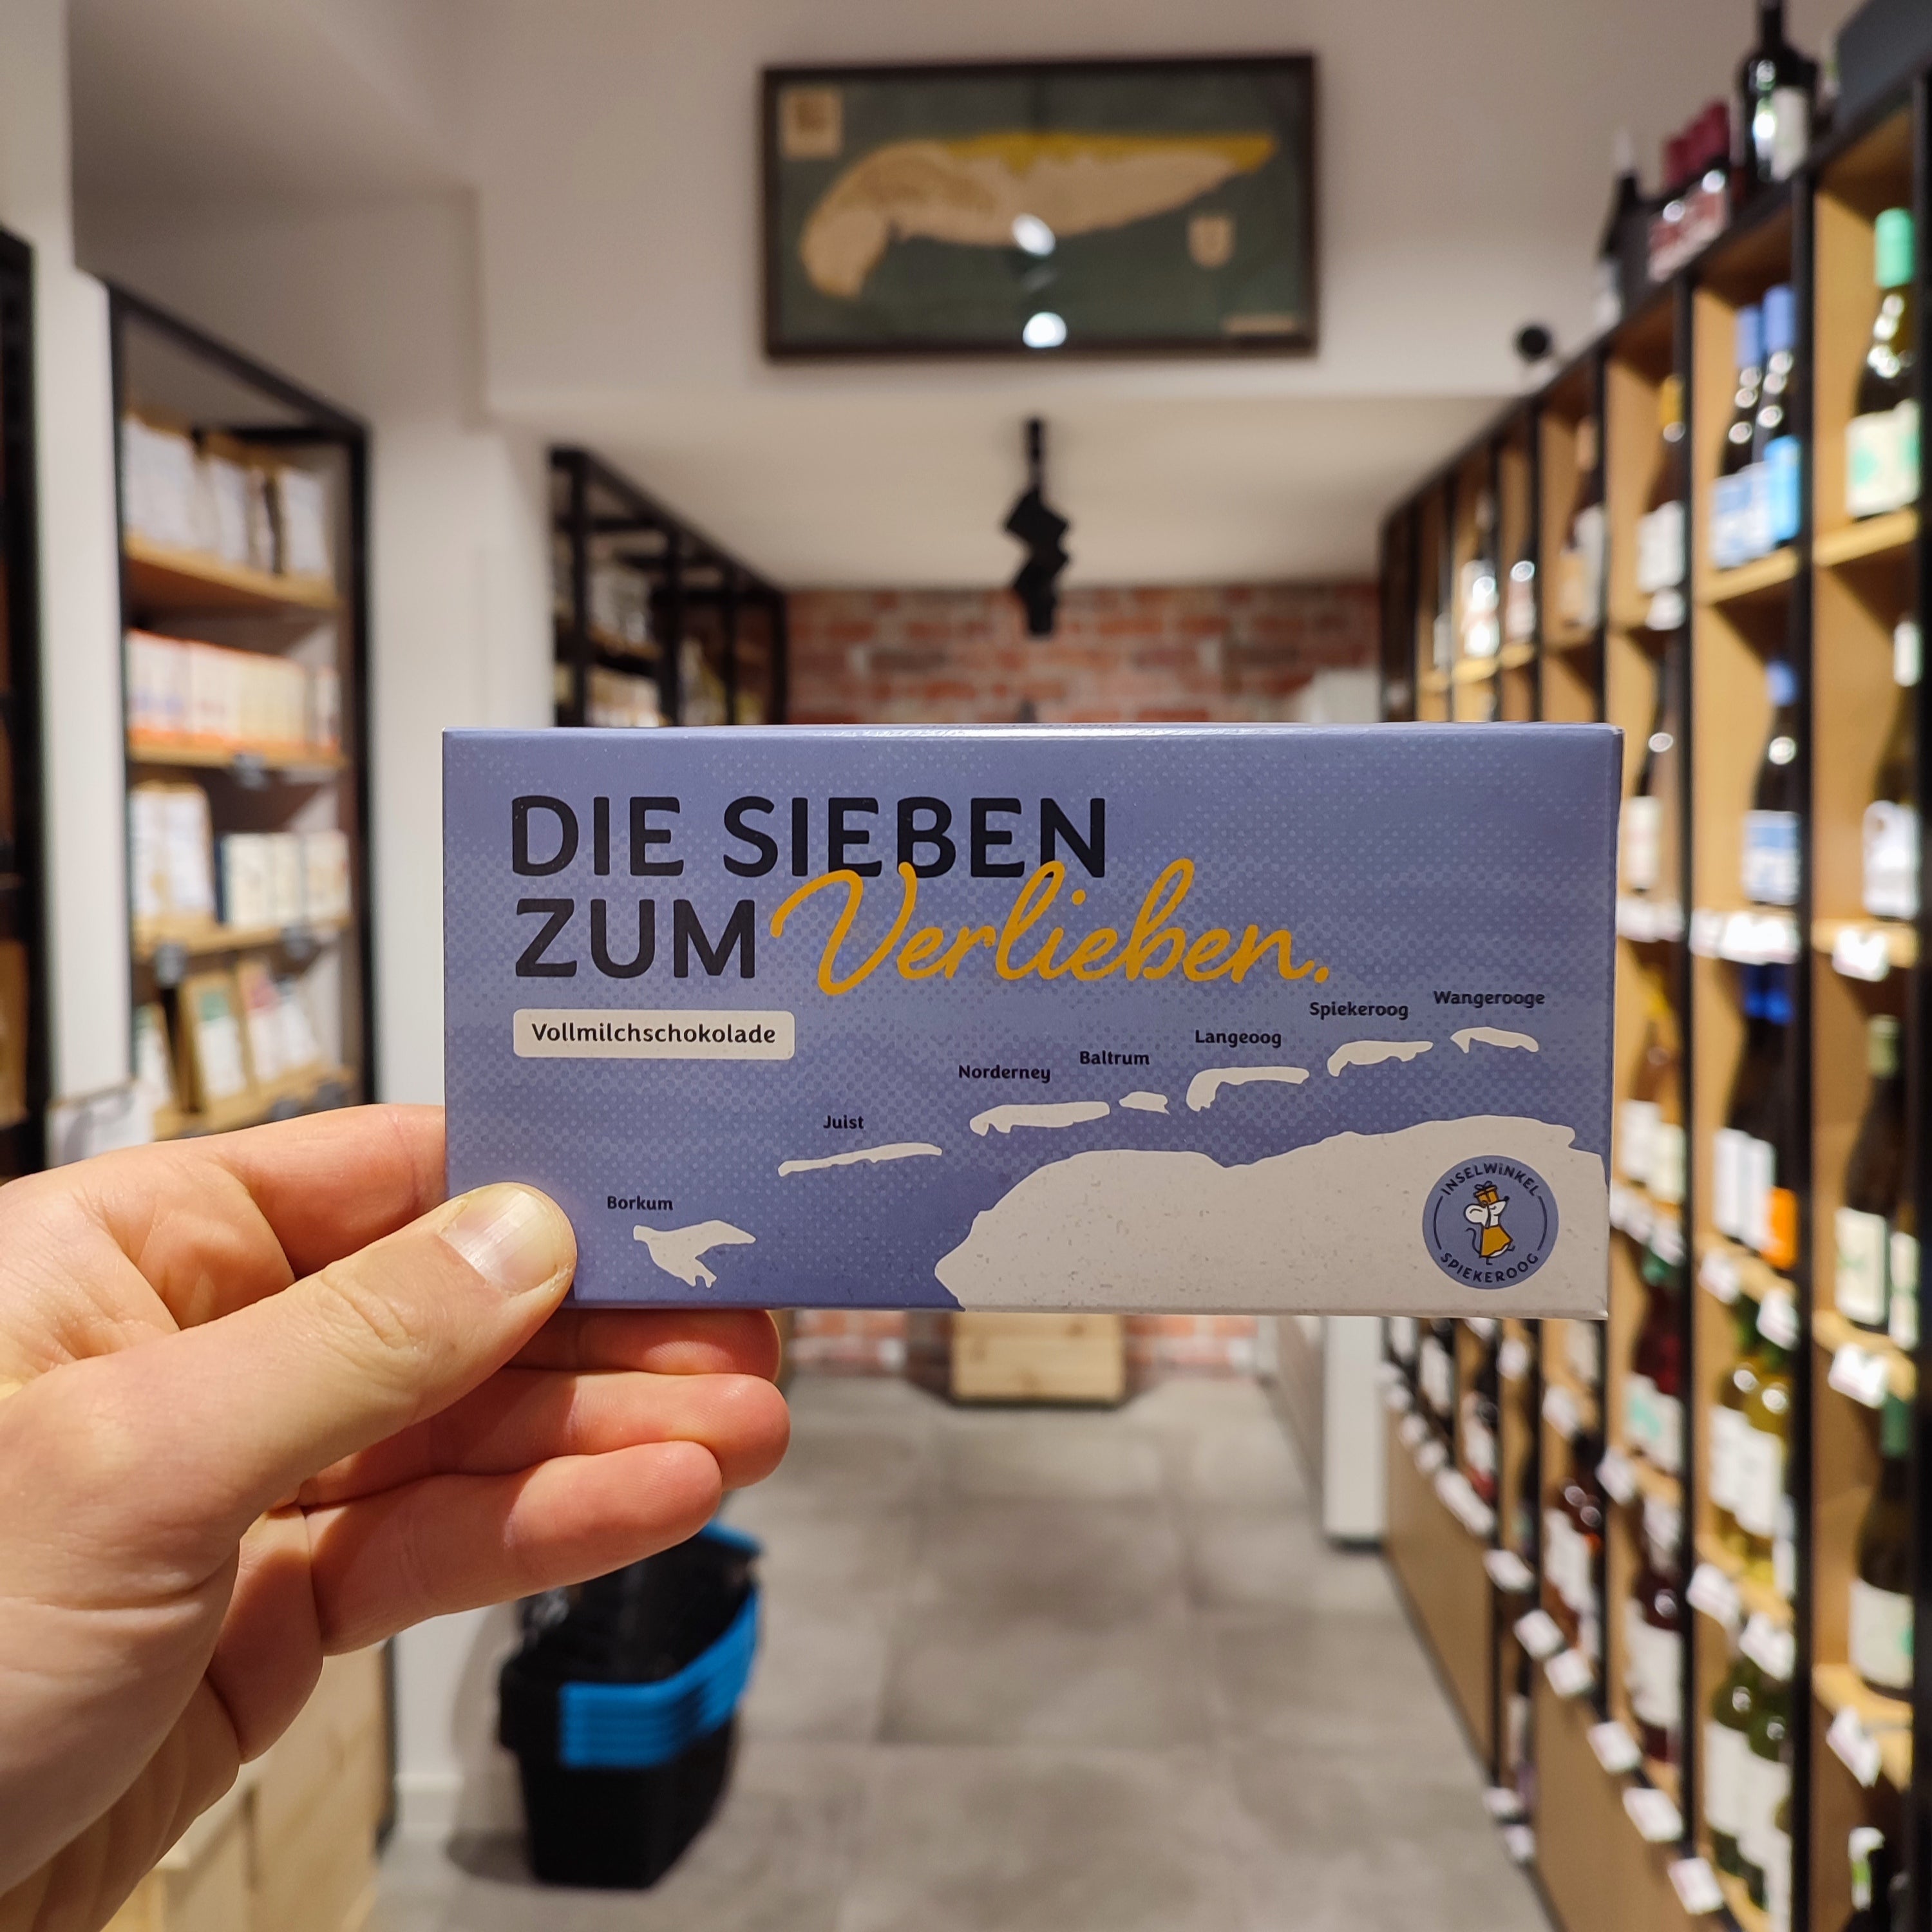 DIE SIEBEN
ZUM Verlieben.
Vollmilchschokolade
Borkum
Juist
Norderney
Baltrum
Langeoog
Spiekeroog
Wangerooge
INSELWiNKEL
SPIEKEROOG